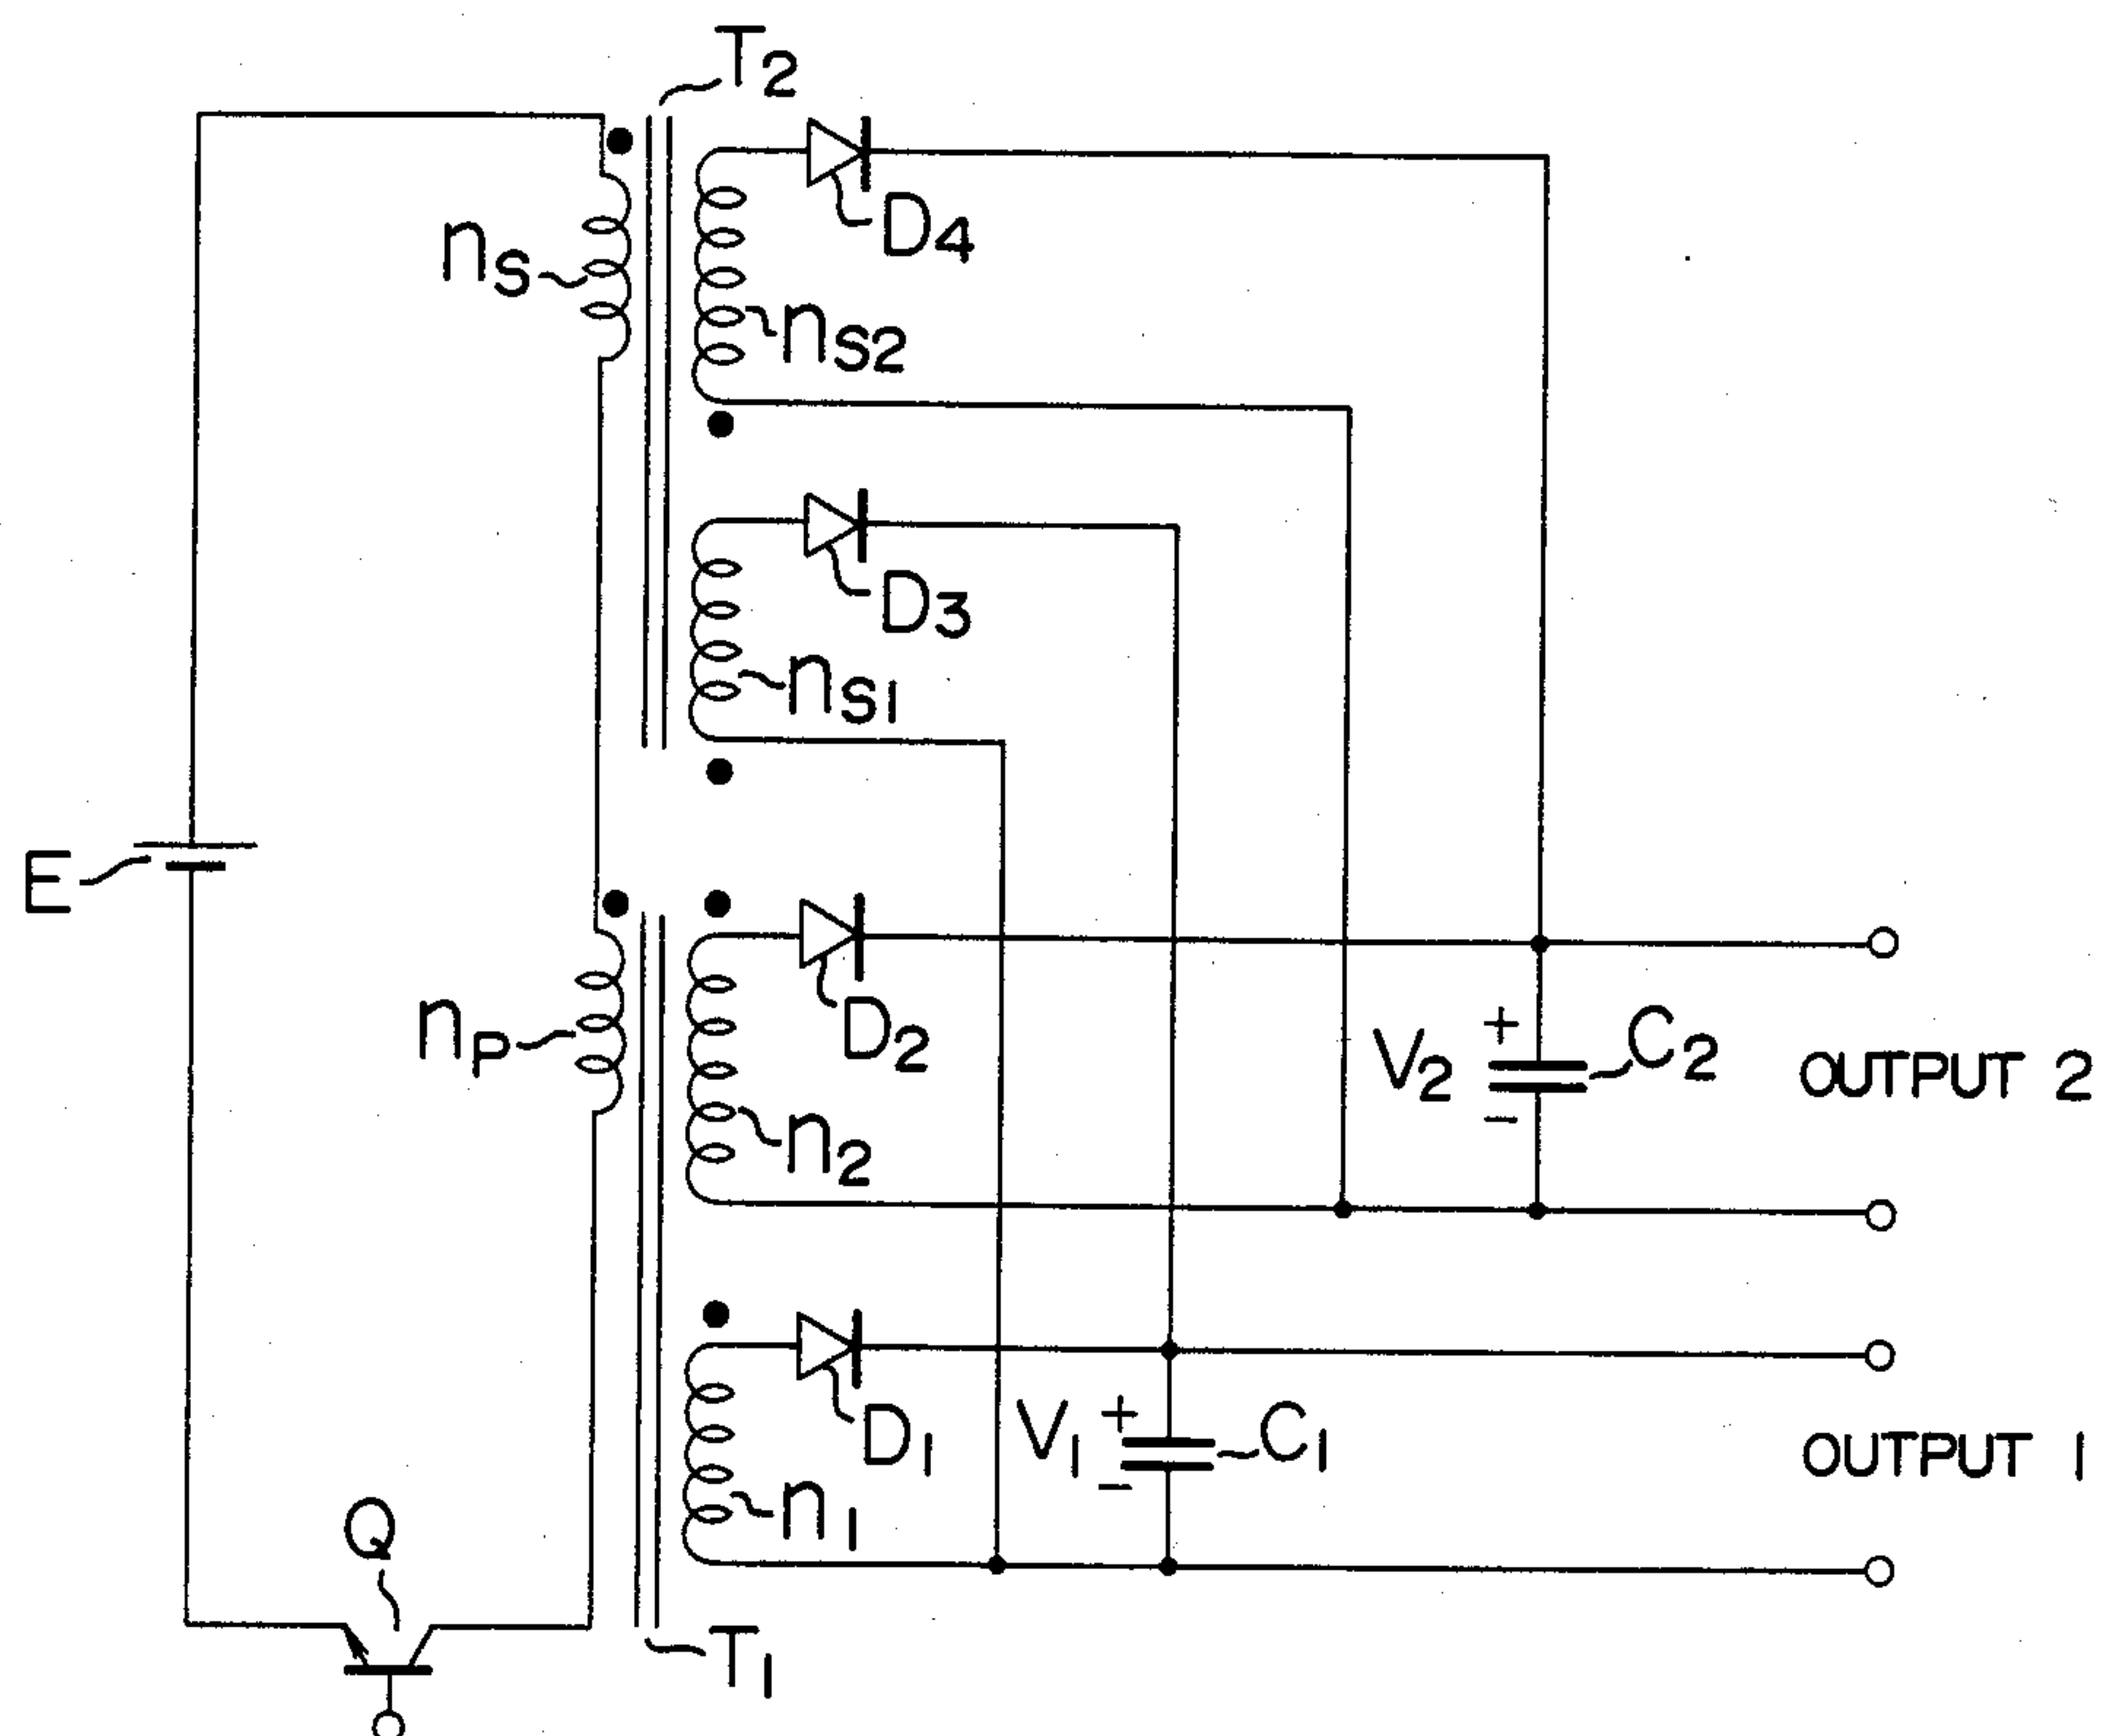 T2
D4
nS
nS2
D3
nS1
E
D2
nP
V2
+
-
C2
OUTPUT 2
n2
D1
V1
+
-
C1
OUTPUT 1
n1
Q
T1